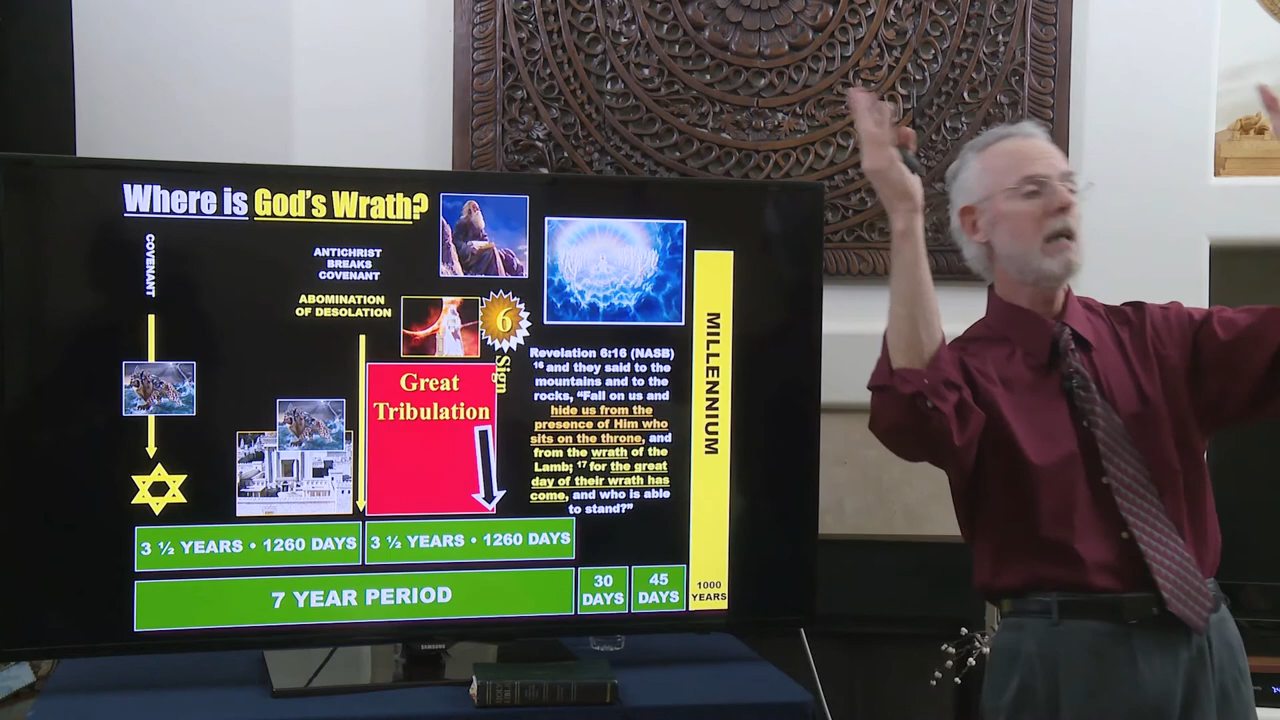 Where is God's Wrath?
COVENANT
ANTICHRIST
BREAKS
COVENANT
ABOMINATION
OF DESOLATION
6
Sign
Great
Tribulation
Revelation 6:16 (NASB)
16 and they said to the
mountains and to the
rocks, “Fall on us and
hide us from the
presence of Him who
sits on the throne, and
from the wrath of the
Lamb; 17 for the great
day of their wrath has
come, and who is able
to stand?”
MILLENNIUM
1000
YEARS
3 ½ YEARS • 1260 DAYS
3 ½ YEARS • 1260 DAYS
7 YEAR PERIOD
30
DAYS
45
DAYS
SAMSUNG